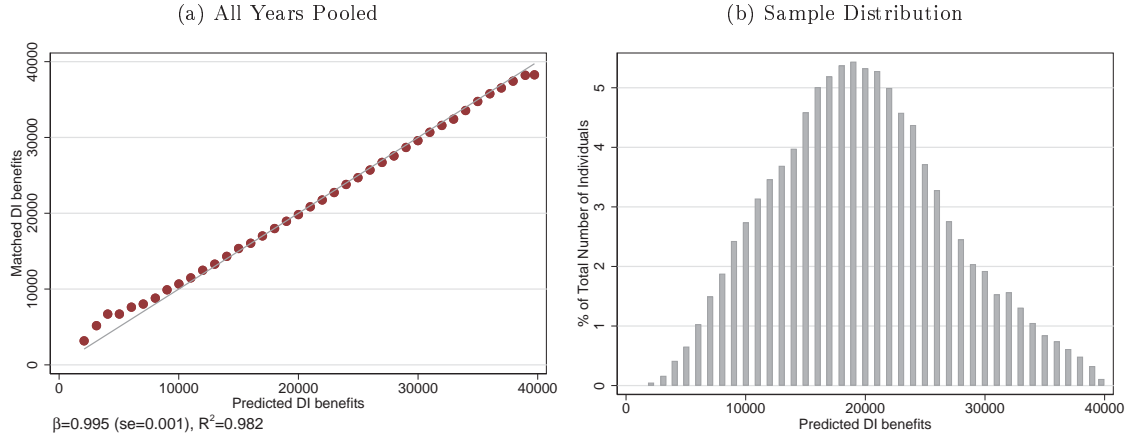 (a) All Years Pooled
Matched DI benefits
40000
30000
20000
10000
0
0 10000 20000 30000 40000
Predicted DI benefits
β=0.995 (se=0.001), R²=0.982
(b) Sample Distribution
% of Total Number of Individuals
5
4
3
2
1
0
0 10000 20000 30000 40000
Predicted DI benefits